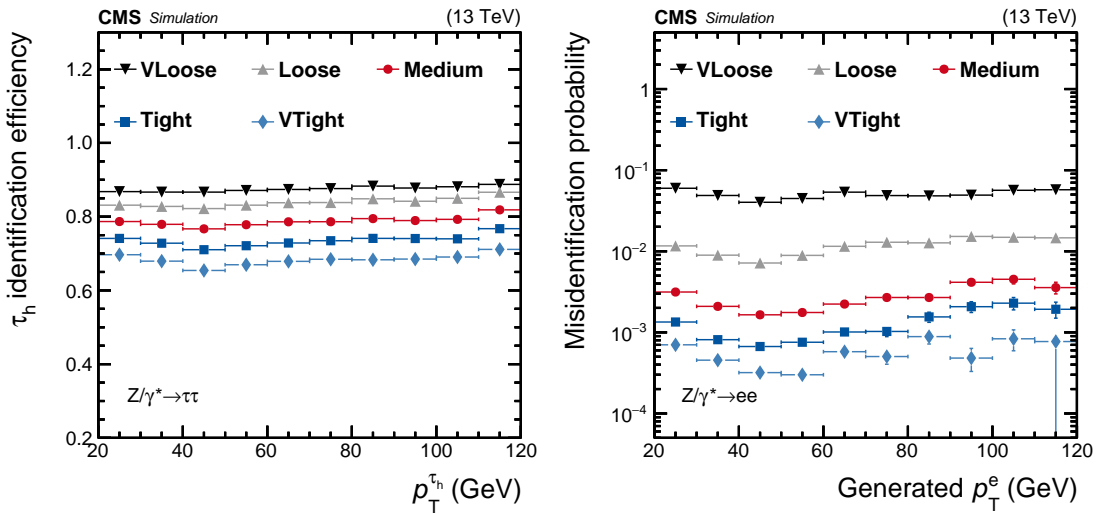 CMS Simulation (13 TeV)
τh identification efficiency
VLoose Loose Medium
Tight VTight
1.2
1.0
0.8
0.6
0.4
0.2
Z/γ*→ττ
20 40 60 80 100 120
pT^τh (GeV)
CMS Simulation (13 TeV)
Misidentification probability
VLoose Loose Medium
Tight VTight
1
10⁻¹
10⁻²
10⁻³
10⁻⁴
Z/γ*→ee
20 40 60 80 100 120
Generated pT^e (GeV)